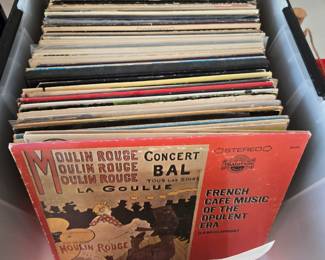 STEREO
TRADITION
MOULIN ROUGE CONCERT
MOULIN ROUGE BAL
MOULIN ROUGE TOUS LES SOIRS
LA GOULUE
FRENCH
CAFE MUSIC
OF THE
OPULENT
ERA
MOULIN ROUGE